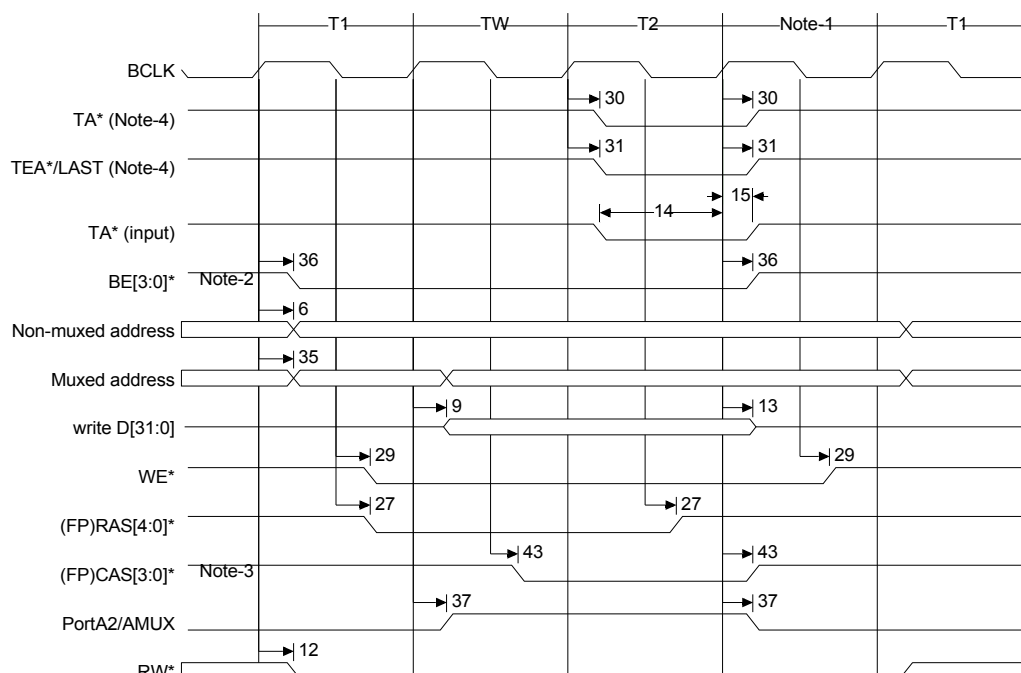 T1 TW T2 Note-1 T1
BCLK
30 30
TA* (Note-4)
31 31
TEA*/LAST (Note-4)
15
14
TA* (input)
36 36
BE[3:0]* Note-2
6
Non-muxed address
35
Muxed address
9 13
write D[31:0]
29 29
WE*
27 27
(FP)RAS[4:0]*
43 43
(FP)CAS[3:0]* Note-3
37 37
PortA2/AMUX
12
RW*